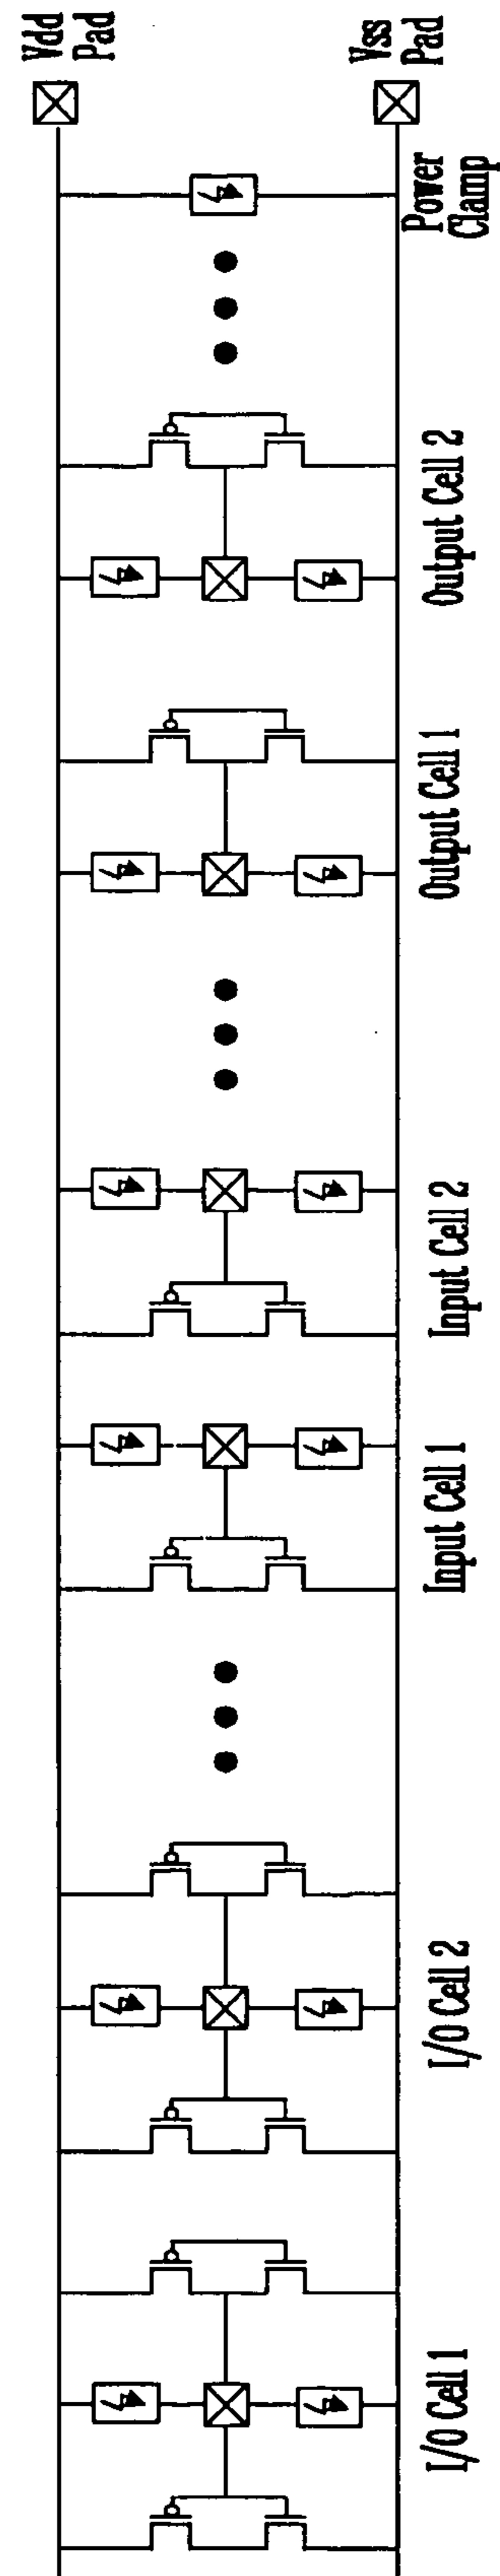 Vdd
Pad
Vss
Pad
Power
Clamp
Output Cell 2
Output Cell 1
Input Cell 2
Input Cell 1
I/O Cell 2
I/O Cell 1